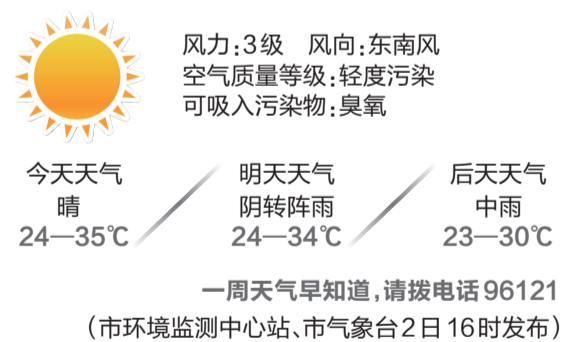 风力:3级 风向:东南风
空气质量等级:轻度污染
可吸入污染物:臭氧
今天天气
晴
24—35℃
明天天气
阴转阵雨
24—34℃
后天天气
中雨
23—30℃
一周天气早知道,请拨电话96121
(市环境监测中心站、市气象台2日16时发布)